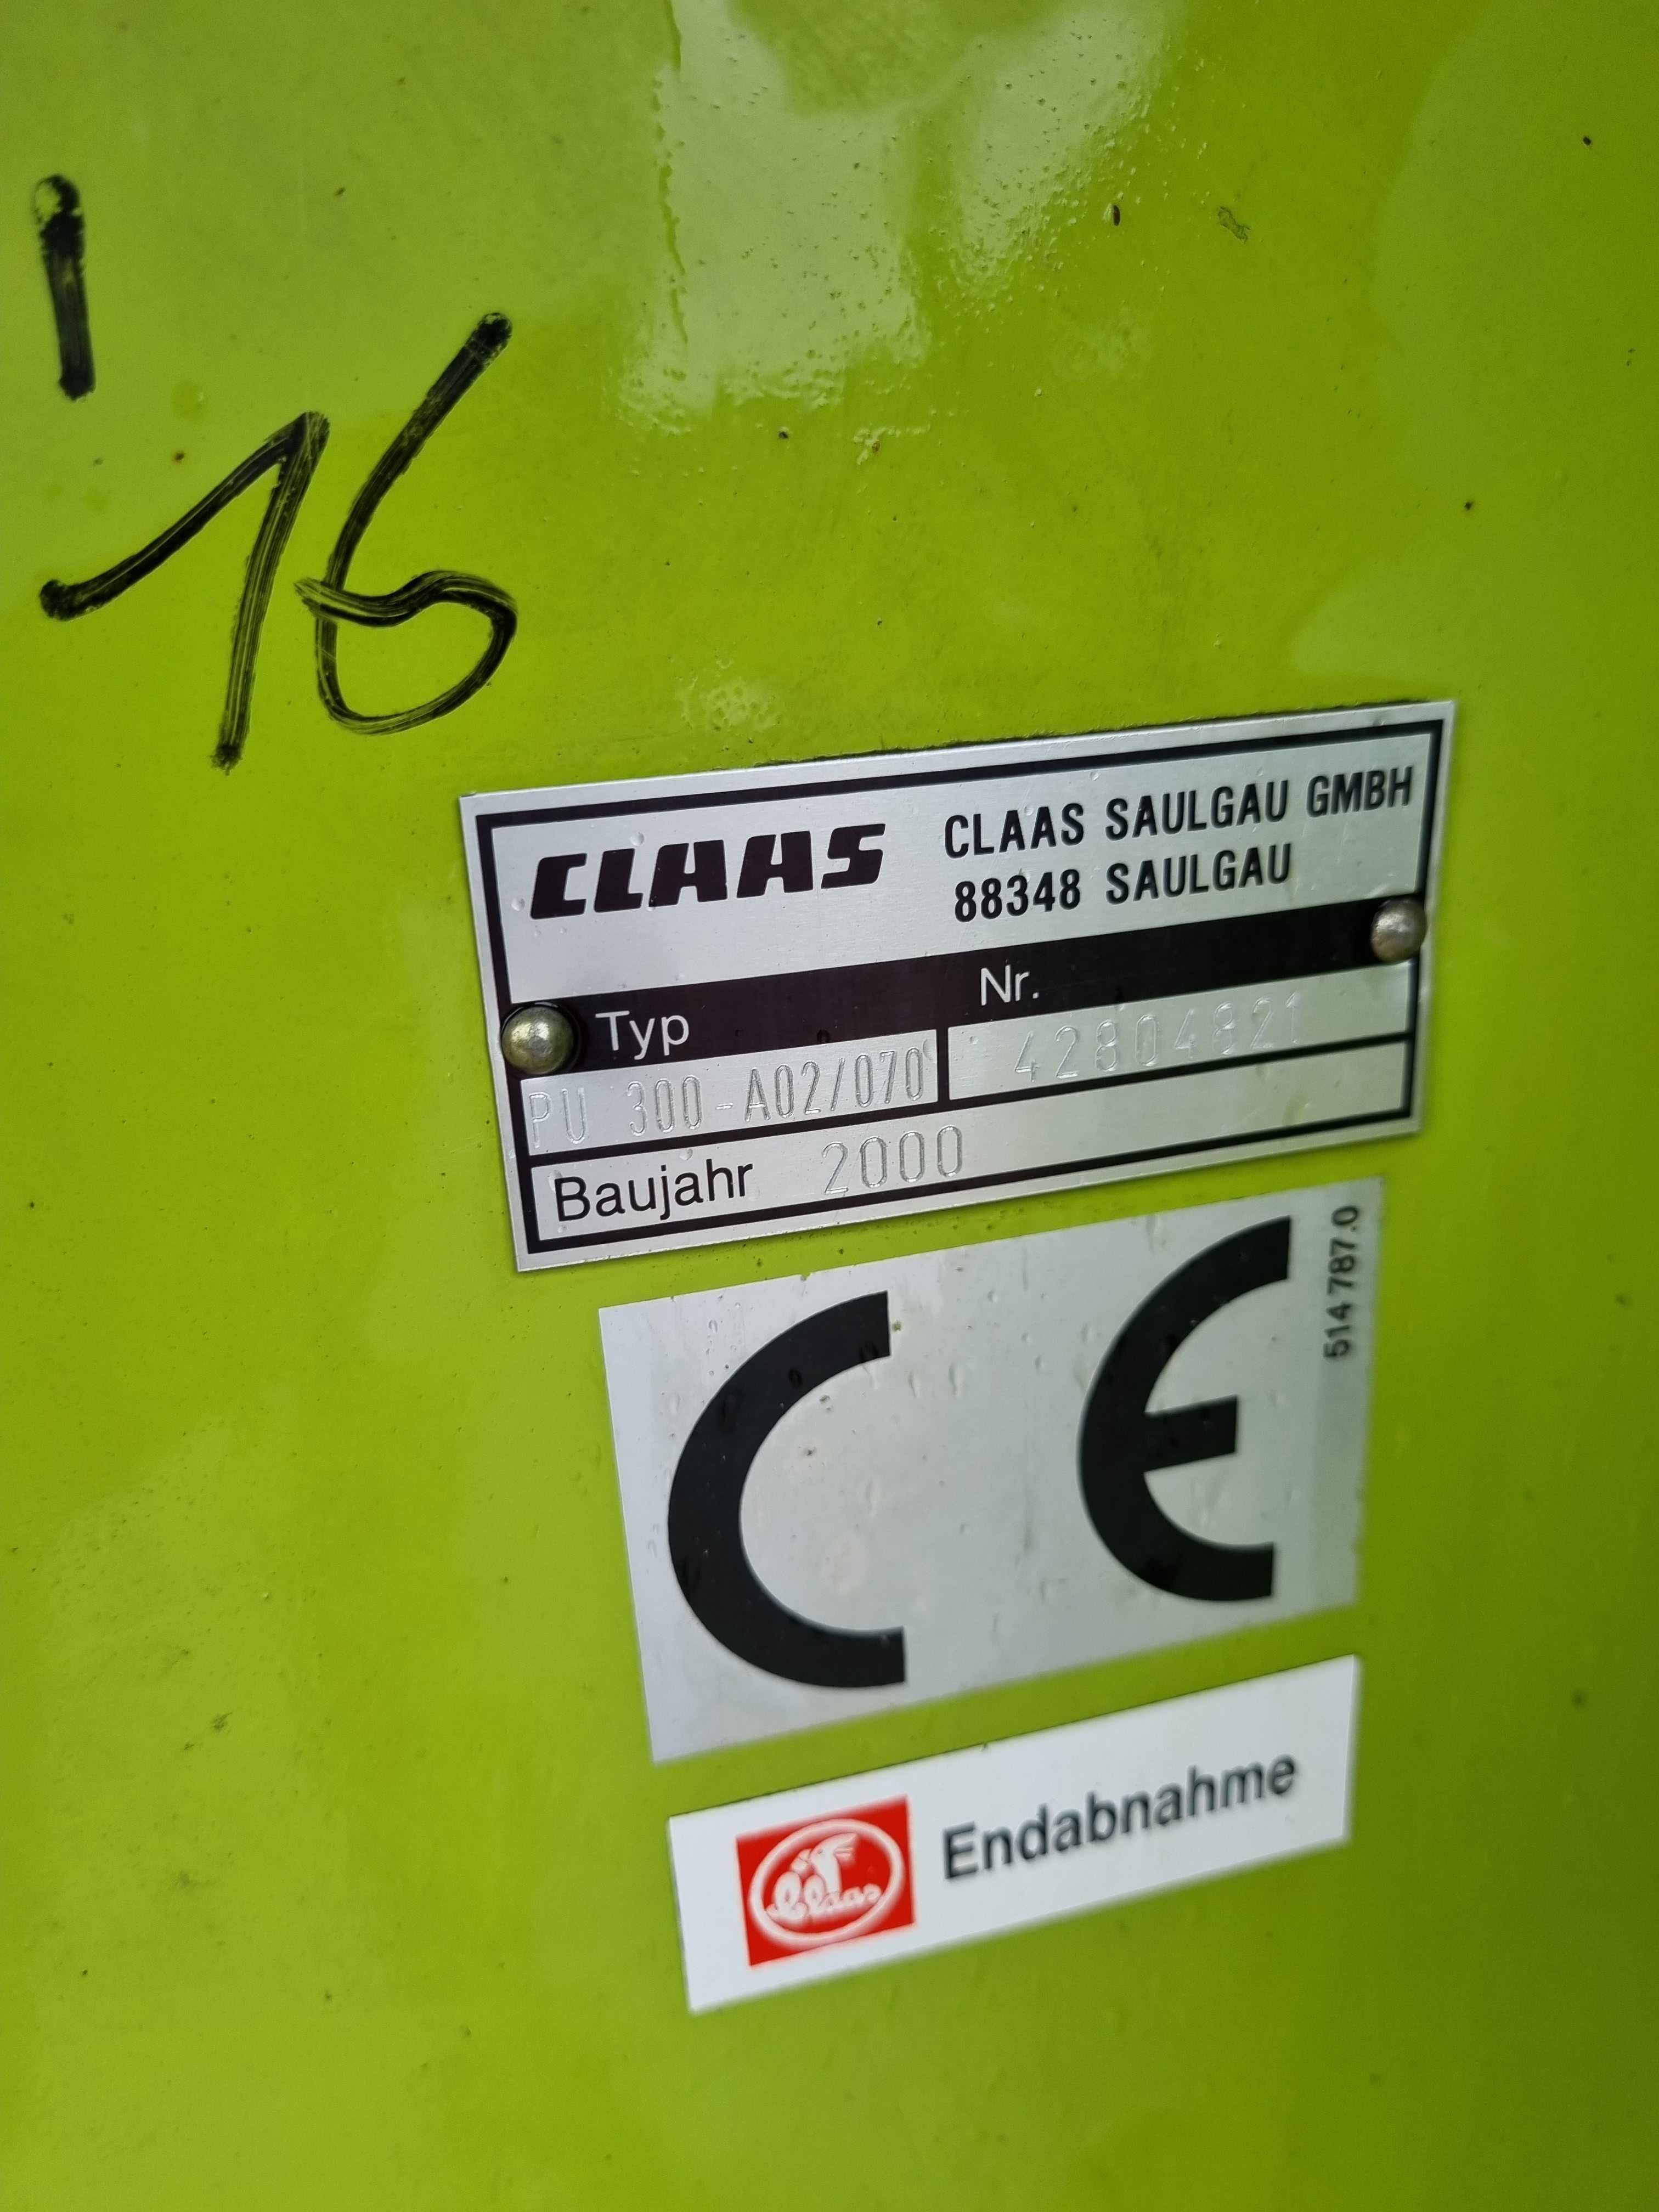 16
CLAAS
CLAAS SAULGAU GMBH
88348 SAULGAU
Typ
Nr.
PU 300-A02/070
42804821
Baujahr 2000
CE
514 787.0
Claas
Endabnahme